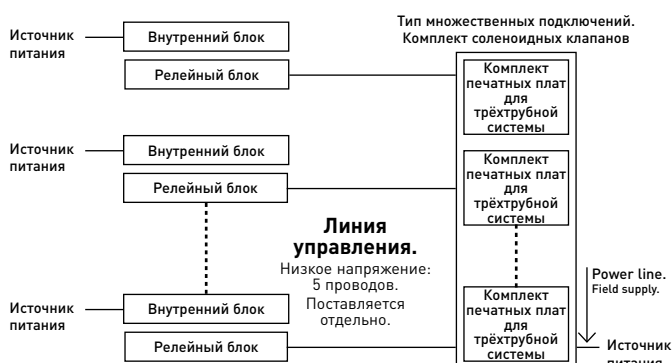 Тип множественных подключений.
Комплект соленоидных клапанов
Источник
питания
Внутренний блок
Релейный блок
Комплект
печатных плат
для
трёхтрубной
системы
Источник
питания
Внутренний блок
Релейный блок
Комплект
печатных плат
для
трёхтрубной
системы
Линия
управления.
Низкое напряжение:
5 проводов.
Поставляется
отдельно.
Power line.
Field supply.
Источник
питания
Внутренний блок
Релейный блок
Комплект
печатных плат
для
трёхтрубной
системы
Источник
питания